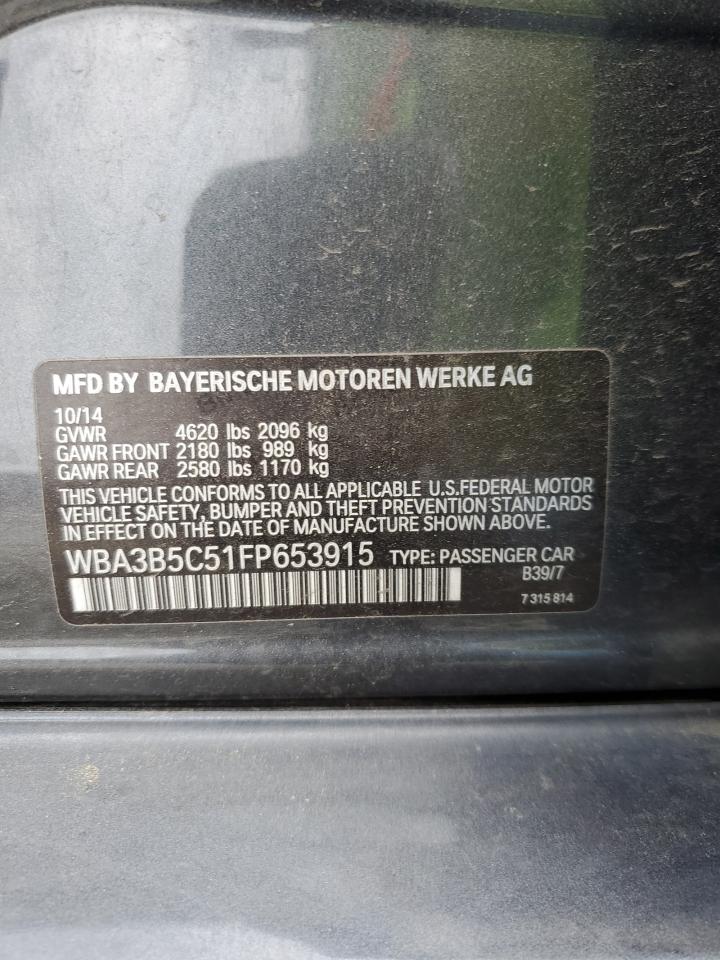 MFD BY BAYERISCHE MOTOREN WERKE AG
10/14
GVWR 4620 lbs 2096 kg
GAWR FRONT 2180 lbs 989 kg
GAWR REAR 2580 lbs 1170 kg
THIS VEHICLE CONFORMS TO ALL APPLICABLE U.S.FEDERAL MOTOR
VEHICLE SAFETY, BUMPER AND THEFT PREVENTION STANDARDS
IN EFFECT ON THE DATE OF MANUFACTURE SHOWN ABOVE.
WBA3B5C51FP653915 TYPE: PASSENGER CAR
B39/7
7 315 814